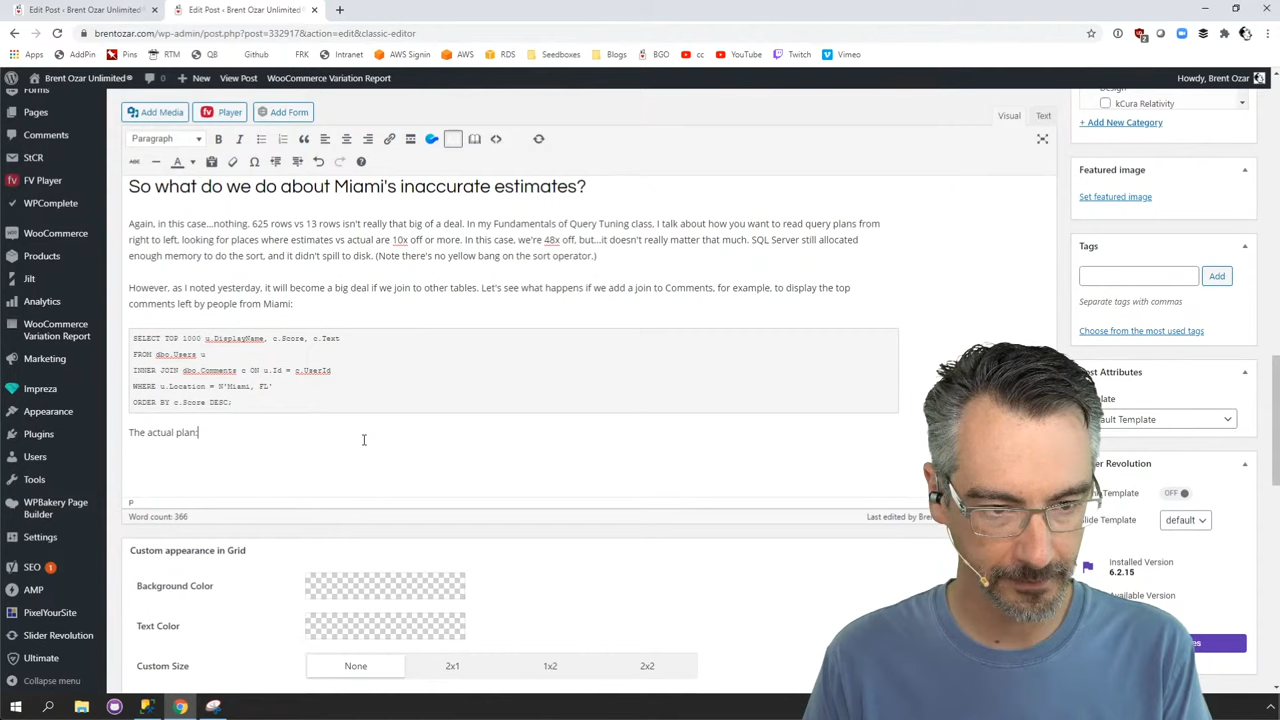 Edit Post ‹ Brent Ozar Unlimited®
Edit Post ‹ Brent Ozar Unlimited®
brentozar.com/wp-admin/post.php?post=332917&action=edit&classic-editor
Apps AddPin Pins RTM QB Github FRK Intranet AWS Signin AWS RDS Seedboxes Blogs BGO cc YouTube Twitch Vimeo
Brent Ozar Unlimited® 0 New View Post WooCommerce Variation Report
Howdy, Brent Ozar
Forms
Pages
Comments
StCR
FV Player
WPComplete
WooCommerce
Products
Jilt
Analytics
WooCommerce
Variation Report
Marketing
Impreza
Appearance
Plugins
Users
Tools
WPBakery Page
Builder
Settings
SEO 1
AMP
PixelYourSite
Slider Revolution
Ultimate
Collapse menu
Add Media Player Add Form
Visual Text
Paragraph
So what do we do about Miami's inaccurate estimates?
Again, in this case...nothing. 625 rows vs 13 rows isn't really that big of a deal. In my Fundamentals of Query Tuning class, I talk about how you want to read query plans from
right to left, looking for places where estimates vs actual are 10x off or more. In this case, we're 48x off, but...it doesn't really matter that much. SQL Server still allocated
enough memory to do the sort, and it didn't spill to disk. (Note there's no yellow bang on the sort operator.)
However, as I noted yesterday, it will become a big deal if we join to other tables. Let's see what happens if we add a join to Comments, for example, to display the top
comments left by people from Miami:
SELECT TOP 1000 u.DisplayName, c.Score, c.Text
FROM dbo.Users u
INNER JOIN dbo.Comments c ON u.Id = c.UserId
WHERE u.Location = N'Miami, FL'
ORDER BY c.Score DESC;
The actual plan:
P
Word count: 366
Last edited by Bren
Custom appearance in Grid
Background Color
Text Color
Custom Size
None
2x1
1x2
2x2
kCura Relativity
+ Add New Category
Featured image
Set featured image
Tags
Add
Separate tags with commas
Choose from the most used tags
ost Attributes
plate
ault Template
er Revolution
Template
OFF
lide Template
default
Installed Version
6.2.15
Available Version